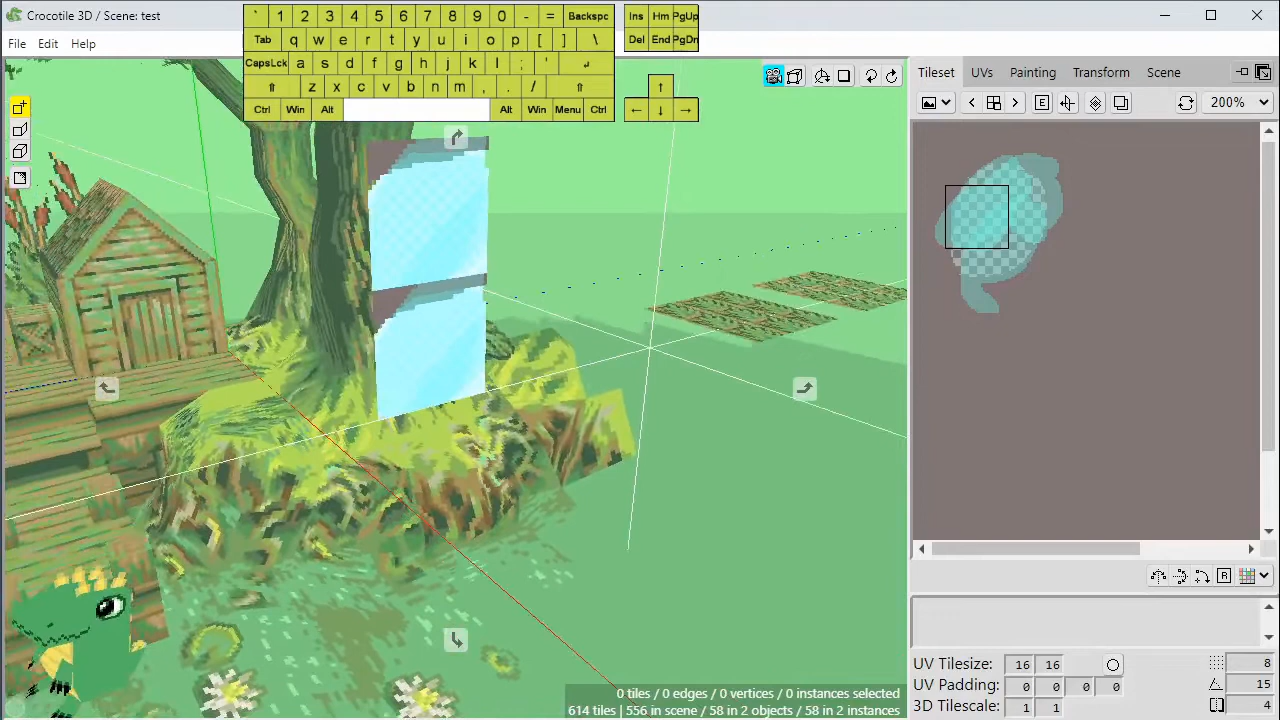 Crocotile 3D / Scene: test
File Edit Help
` 1 2 3 4 5 6 7 8 9 0 - = Backspc
Tab q w e r t y u i o p [ ] \
CapsLck a s d f g h j k l ; ' ↲
⇧ z x c v b n m , . / ⇧
Ctrl Win Alt Alt Win Menu Ctrl
Ins Hm PgUp
Del End PgDn
↑
← ↓ →
Tileset UVs Painting Transform Scene
E 200%
R
UV Tilesize: 16 16 8
UV Padding: 0 0 0 0 15
3D Tilescale: 1 1 4
0 tiles / 0 edges / 0 vertices / 0 instances selected
614 tiles | 556 in scene / 58 in 2 objects / 58 in 2 instances